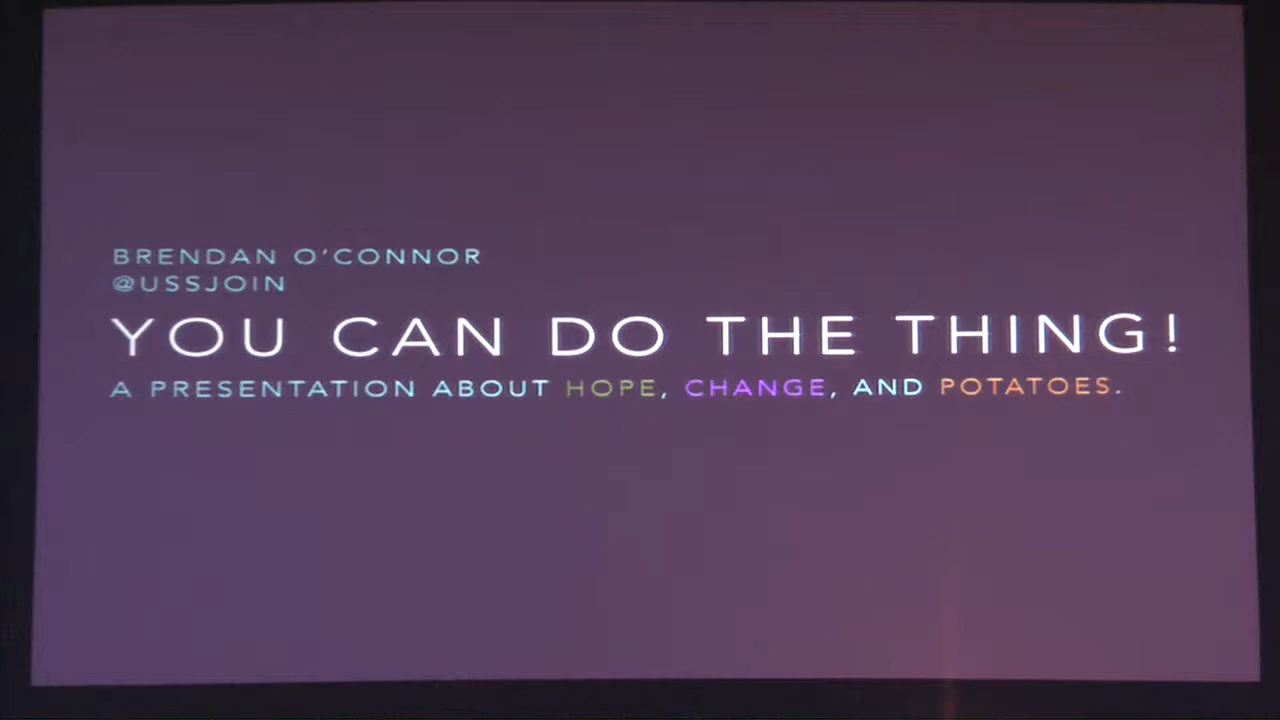 BRENDAN O'CONNOR
@USSJOIN
YOU CAN DO THE THING!
A PRESENTATION ABOUT HOPE, CHANGE, AND POTATOES.